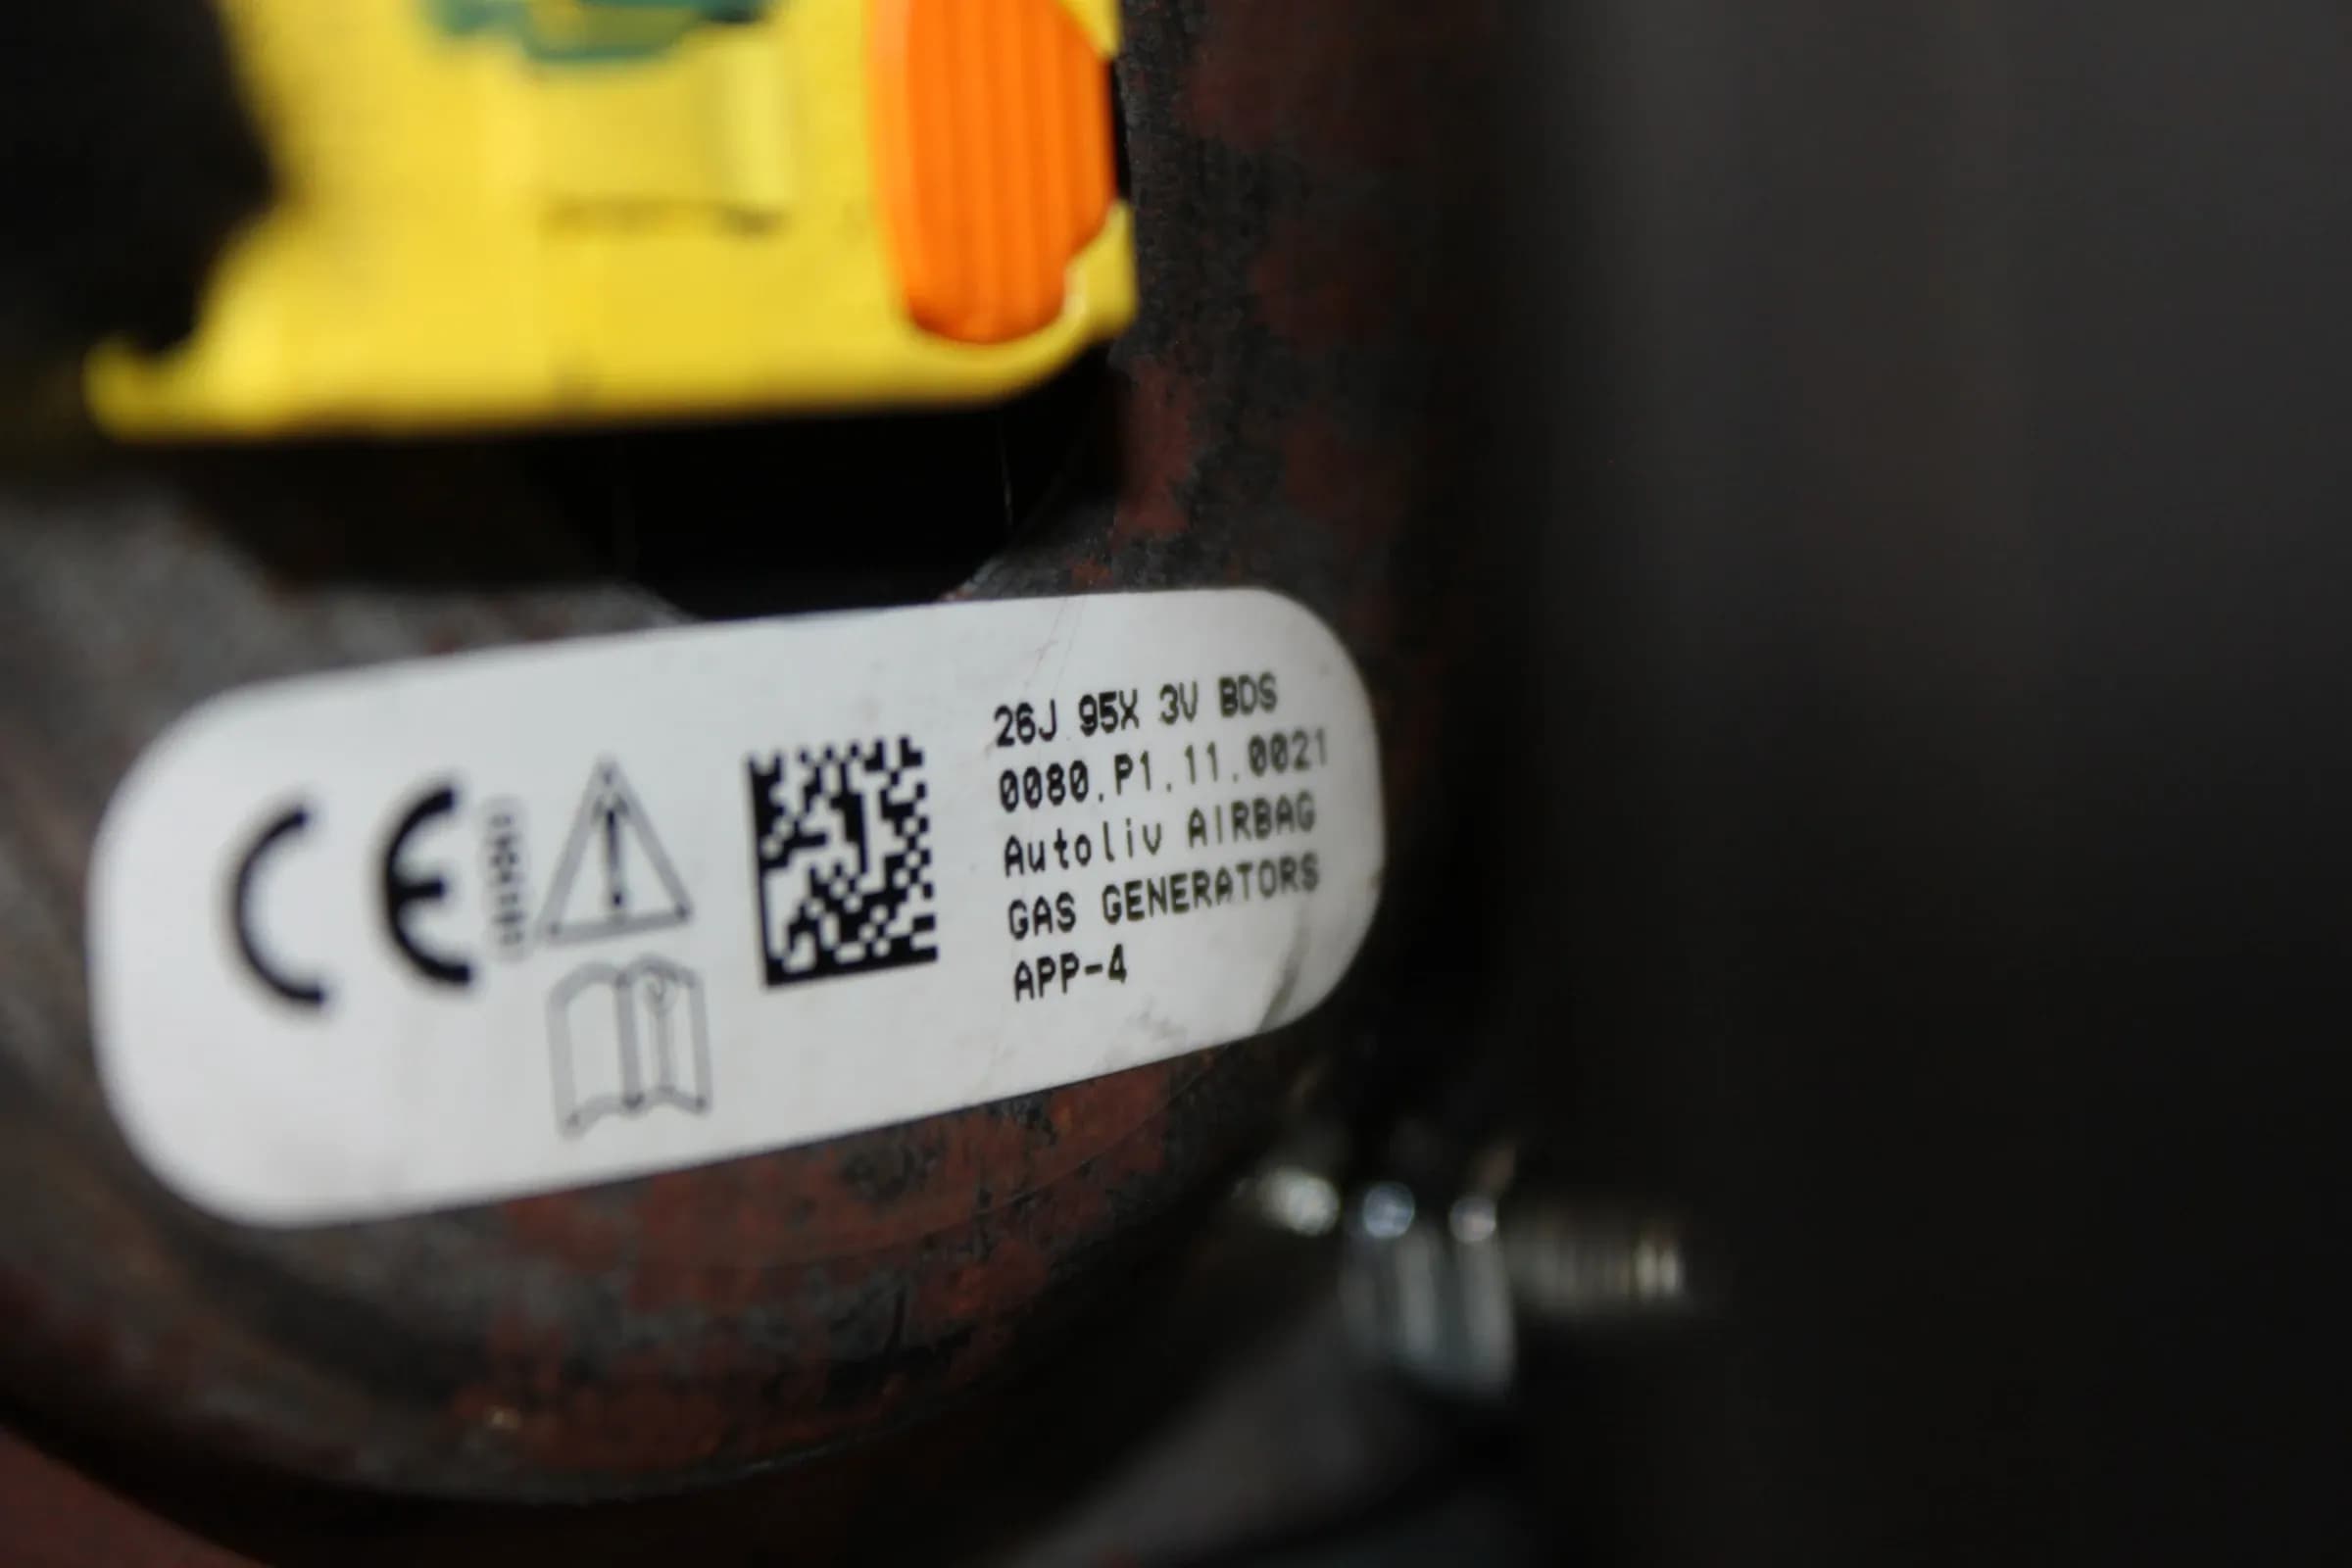 CE
26J 95X 3V BDS
0080.P1.11.0021
Autoliv AIRBAG
GAS GENERATORS
APP-4